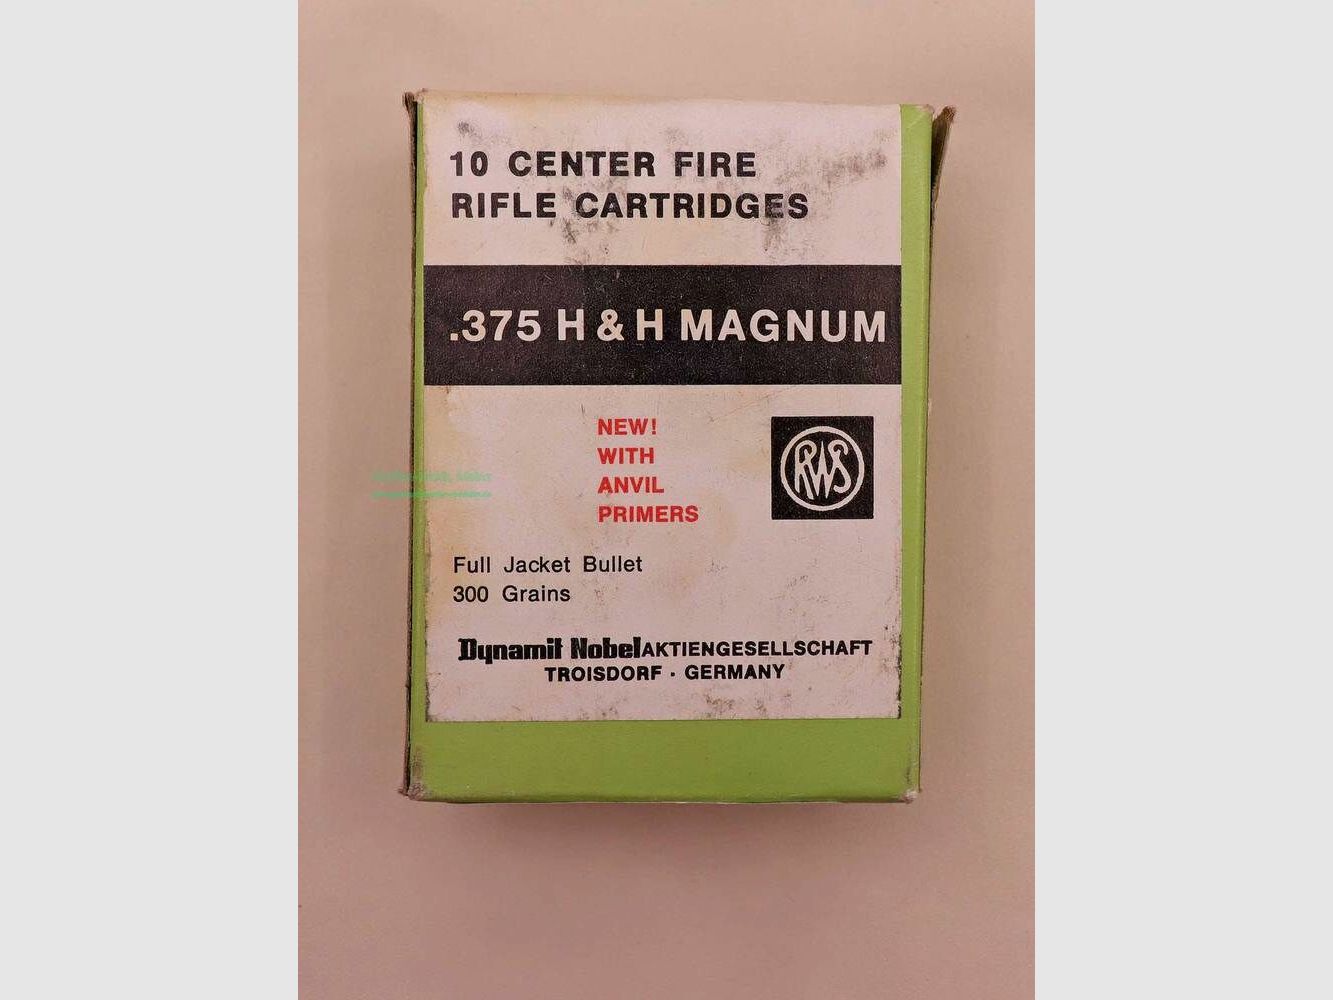 10 CENTER FIRE
RIFLE CARTRIDGES
.375 H & H MAGNUM
NEW!
WITH
ANVIL
PRIMERS
RWS
Full Jacket Bullet
300 Grains
Dynamit Nobel AKTIENGESELLSCHAFT
TROISDORF · GERMANY